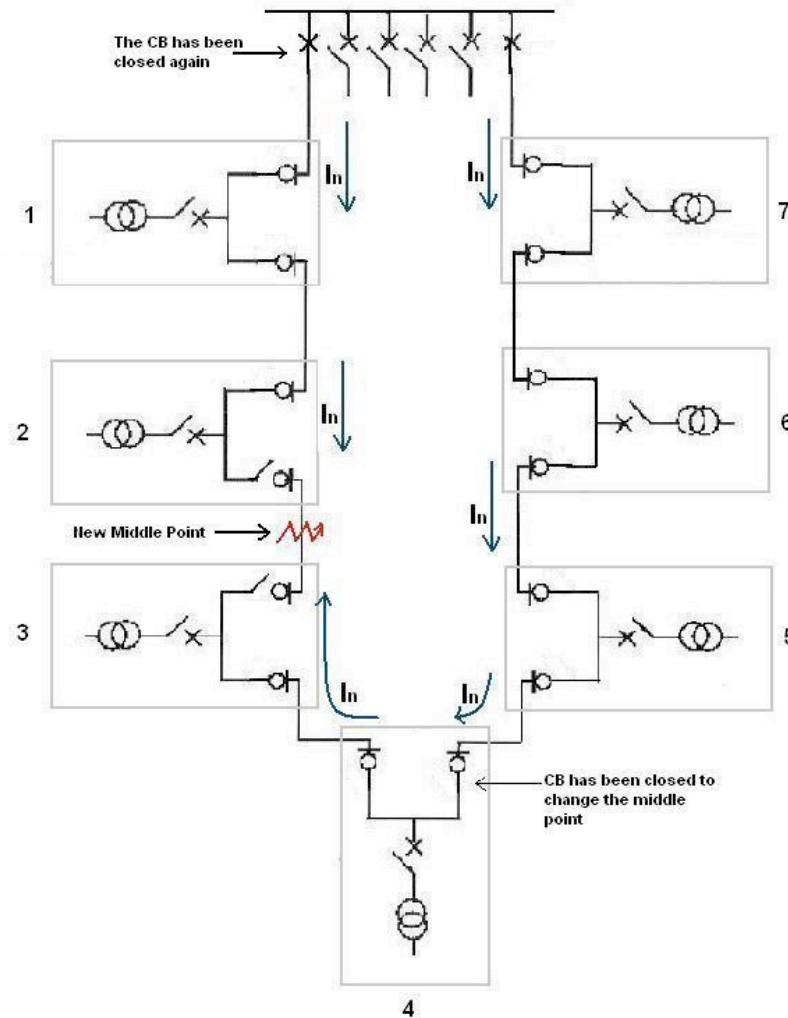 The CB has been
closed again
In
In
1
7
In
2
6
In
New Middle Point
3
5
In
In
CB has been closed to
change the middle
point
4